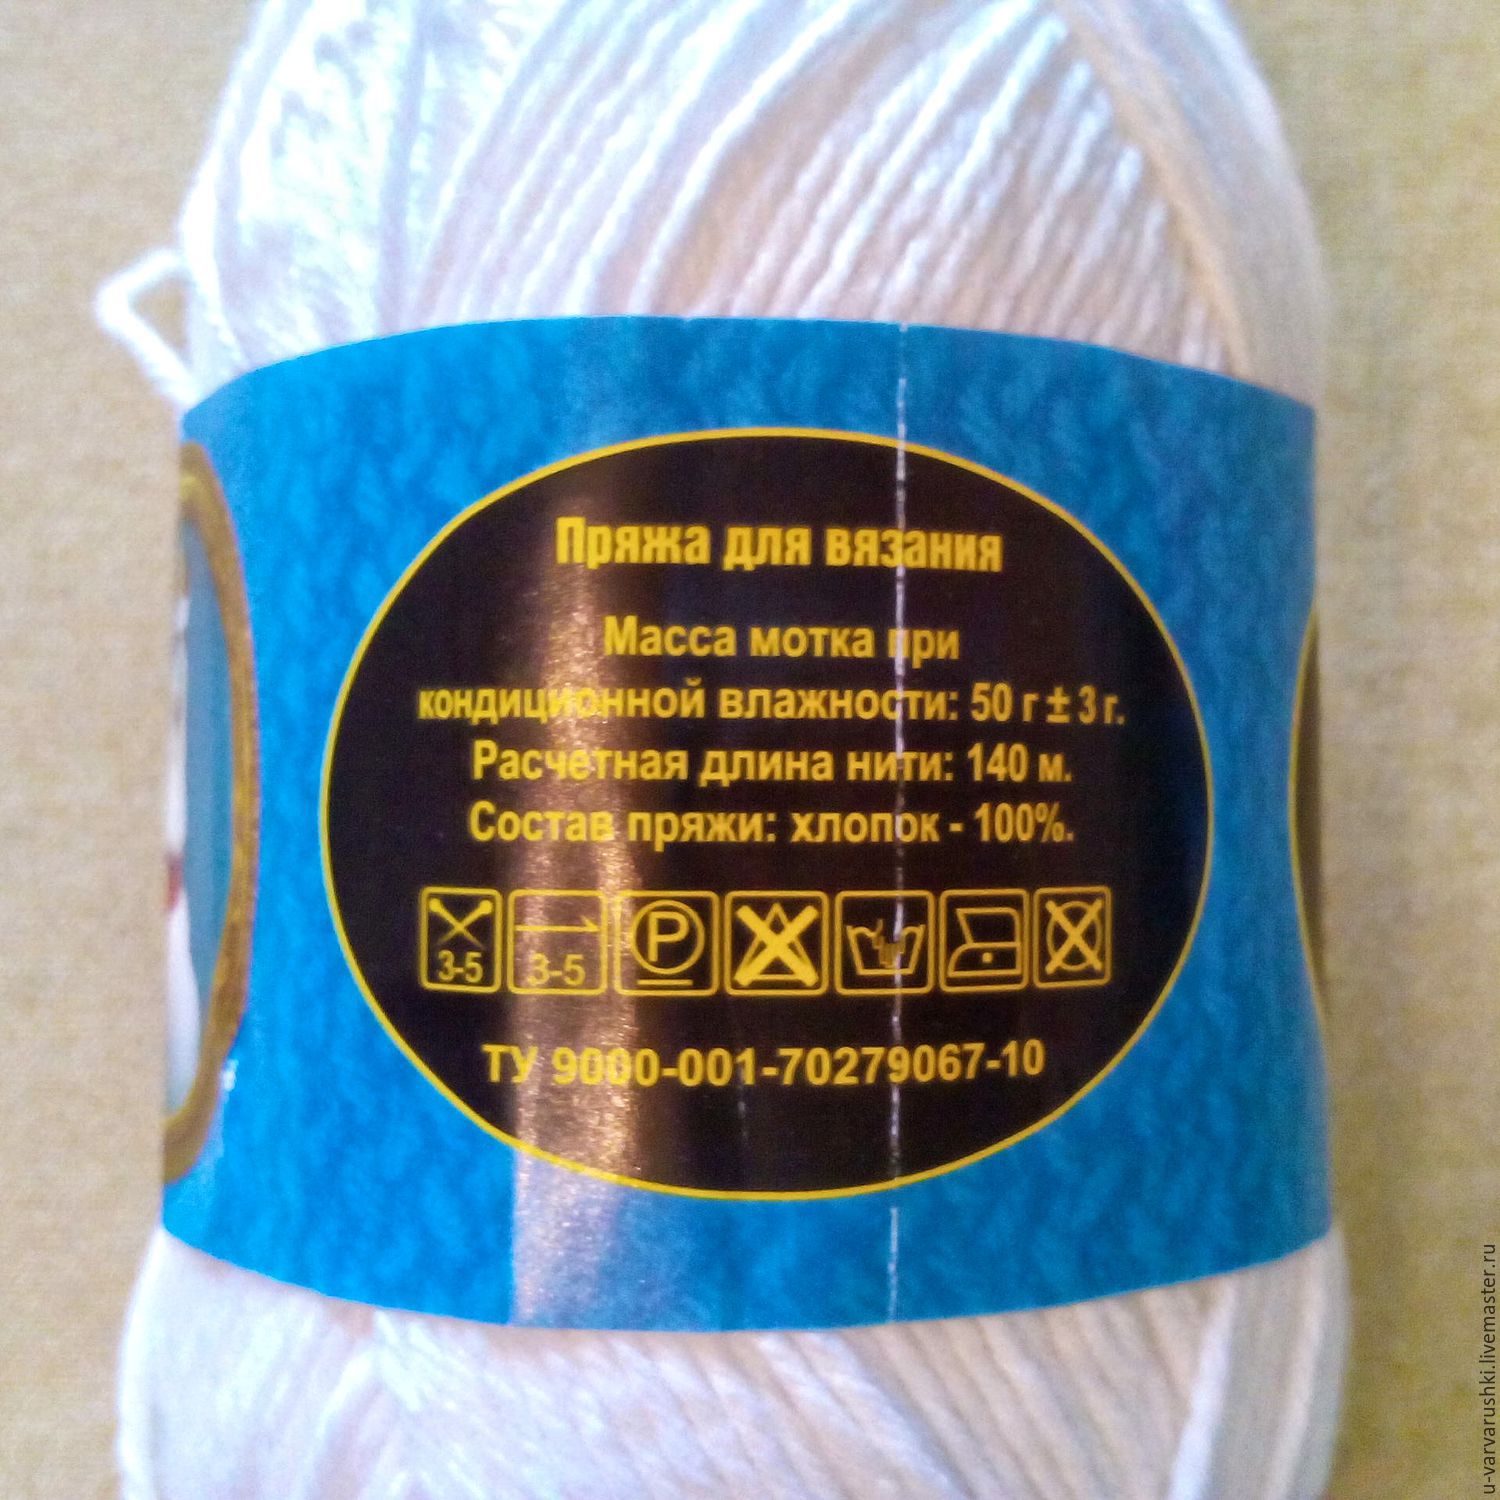 Пряжа для вязания
Масса мотка при
кондиционной влажности: 50 г ± 3 г.
Расчетная длина нити: 140 м.
Состав пряжи: хлопок - 100%.
3-5 3-5 P
ТУ 9000-001-70279067-10
u-varvarushki.livemaster.ru